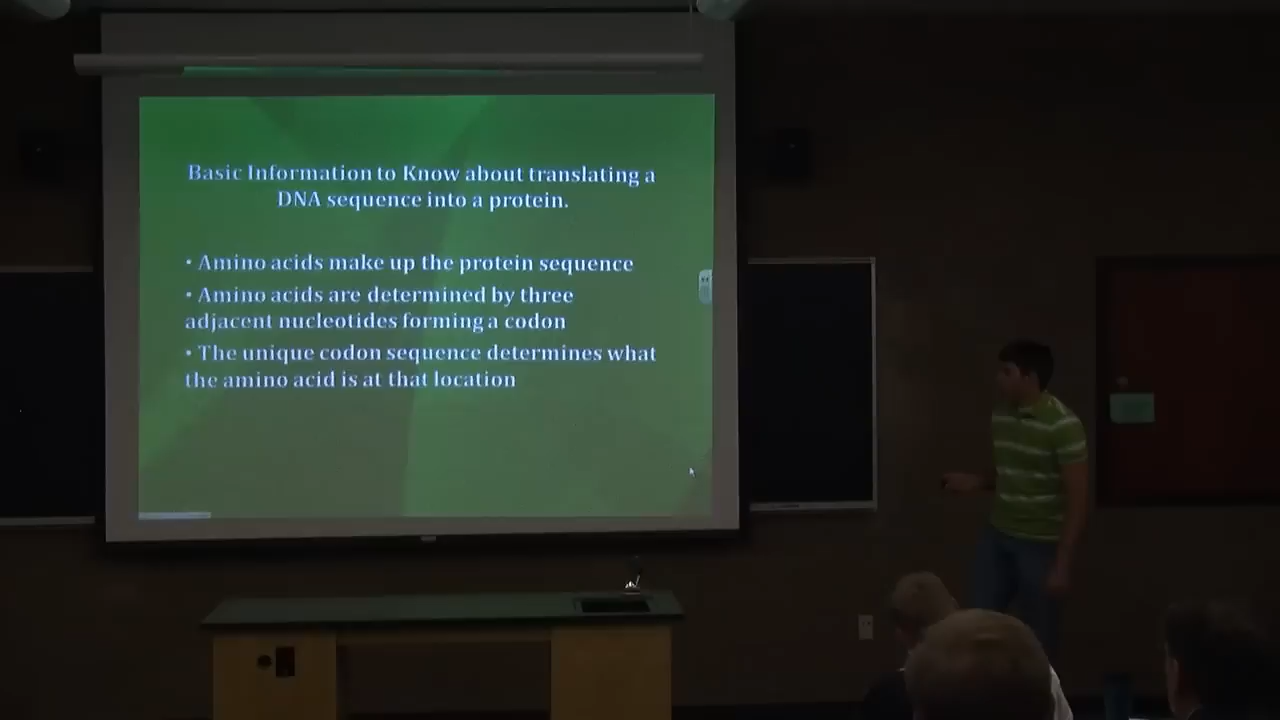 Basic Information to Know about translating a
DNA sequence into a protein.
• Amino acids make up the protein sequence
• Amino acids are determined by three
adjacent nucleotides forming a codon
• The unique codon sequence determines what
the amino acid is at that location